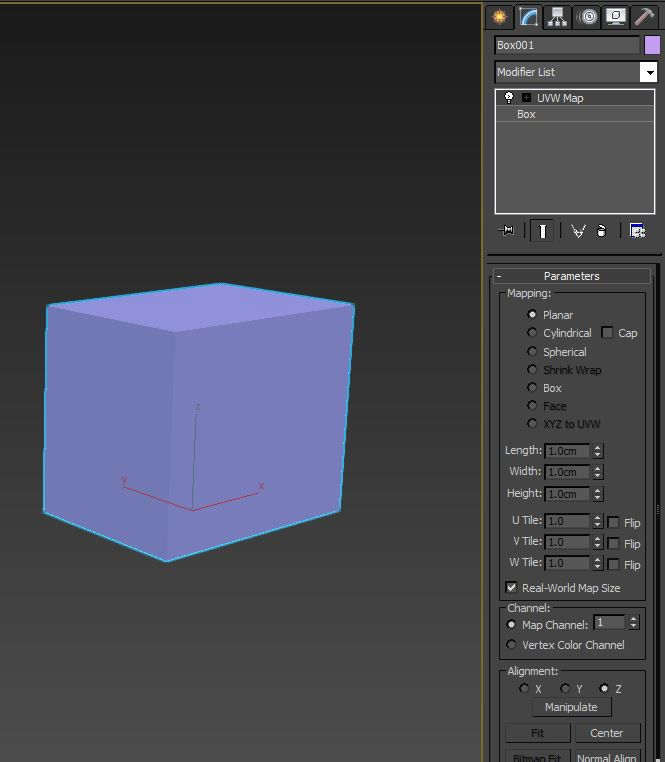 Box001
Modifier List
UVW Map
Box
- Parameters
Mapping:
Planar
Cylindrical Cap
Spherical
Shrink Wrap
Box
Face
XYZ to UVW
Length: 1.0cm
Width: 1.0cm
Height: 1.0cm
U Tile: 1.0 Flip
V Tile: 1.0 Flip
W Tile: 1.0 Flip
Real-World Map Size
Channel:
Map Channel: 1
Vertex Color Channel
Alignment:
X Y Z
Manipulate
Fit Center
Bitmap Fit Normal Align
z
y x